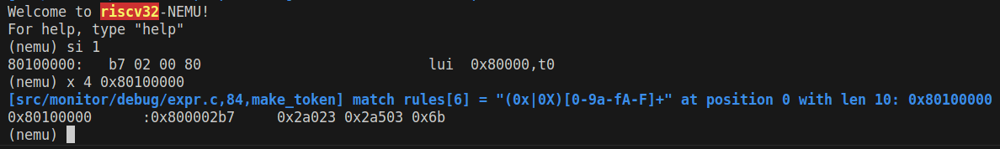 Welcome to riscv32-NEMU!
For help, type "help"
(nemu) si 1
80100000:   b7 02 00 80                             lui  0x80000,t0
(nemu) x 4 0x80100000
[src/monitor/debug/expr.c,84,make_token] match rules[6] = "(0x|0X)[0-9a-fA-F]+" at position 0 with len 10: 0x80100000
0x80100000      :0x800002b7     0x2a023 0x2a503 0x6b
(nemu)